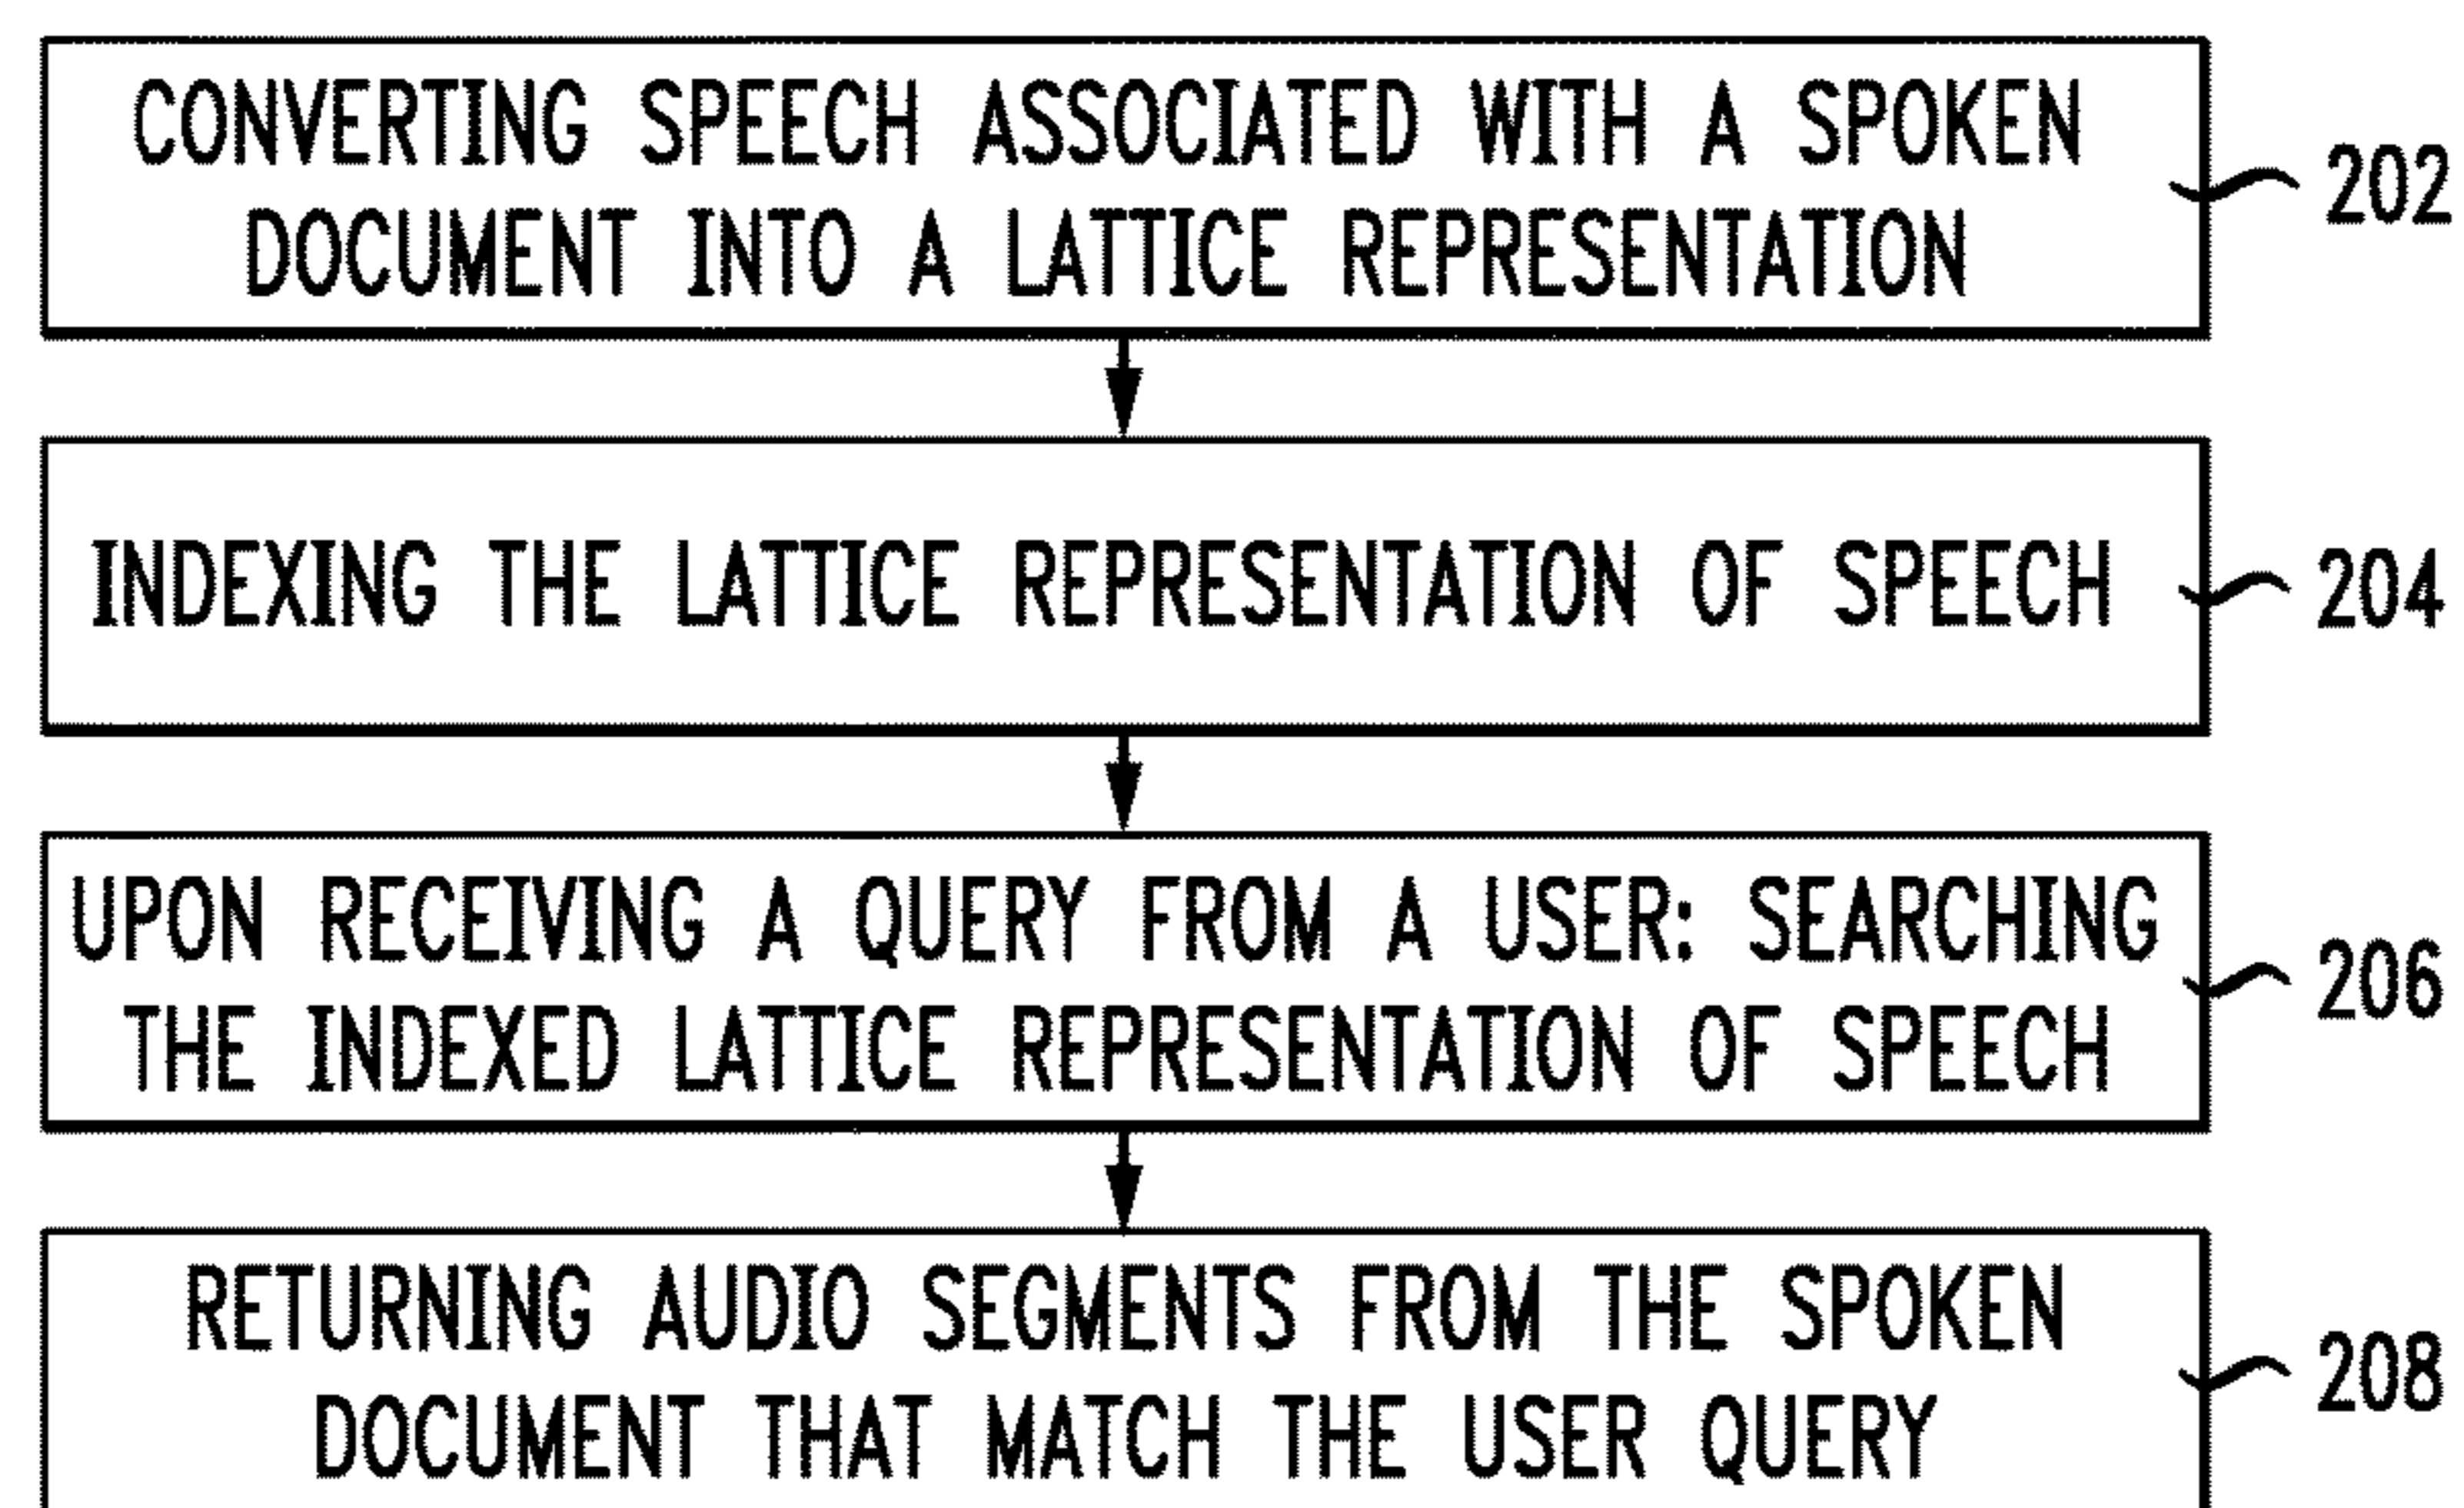 CONVERTING SPEECH ASSOCIATED WITH A SPOKEN
DOCUMENT INTO A LATTICE REPRESENTATION
202
INDEXING THE LATTICE REPRESENTATION OF SPEECH
204
UPON RECEIVING A QUERY FROM A USER: SEARCHING
THE INDEXED LATTICE REPRESENTATION OF SPEECH
206
RETURNING AUDIO SEGMENTS FROM THE SPOKEN
DOCUMENT THAT MATCH THE USER QUERY
208